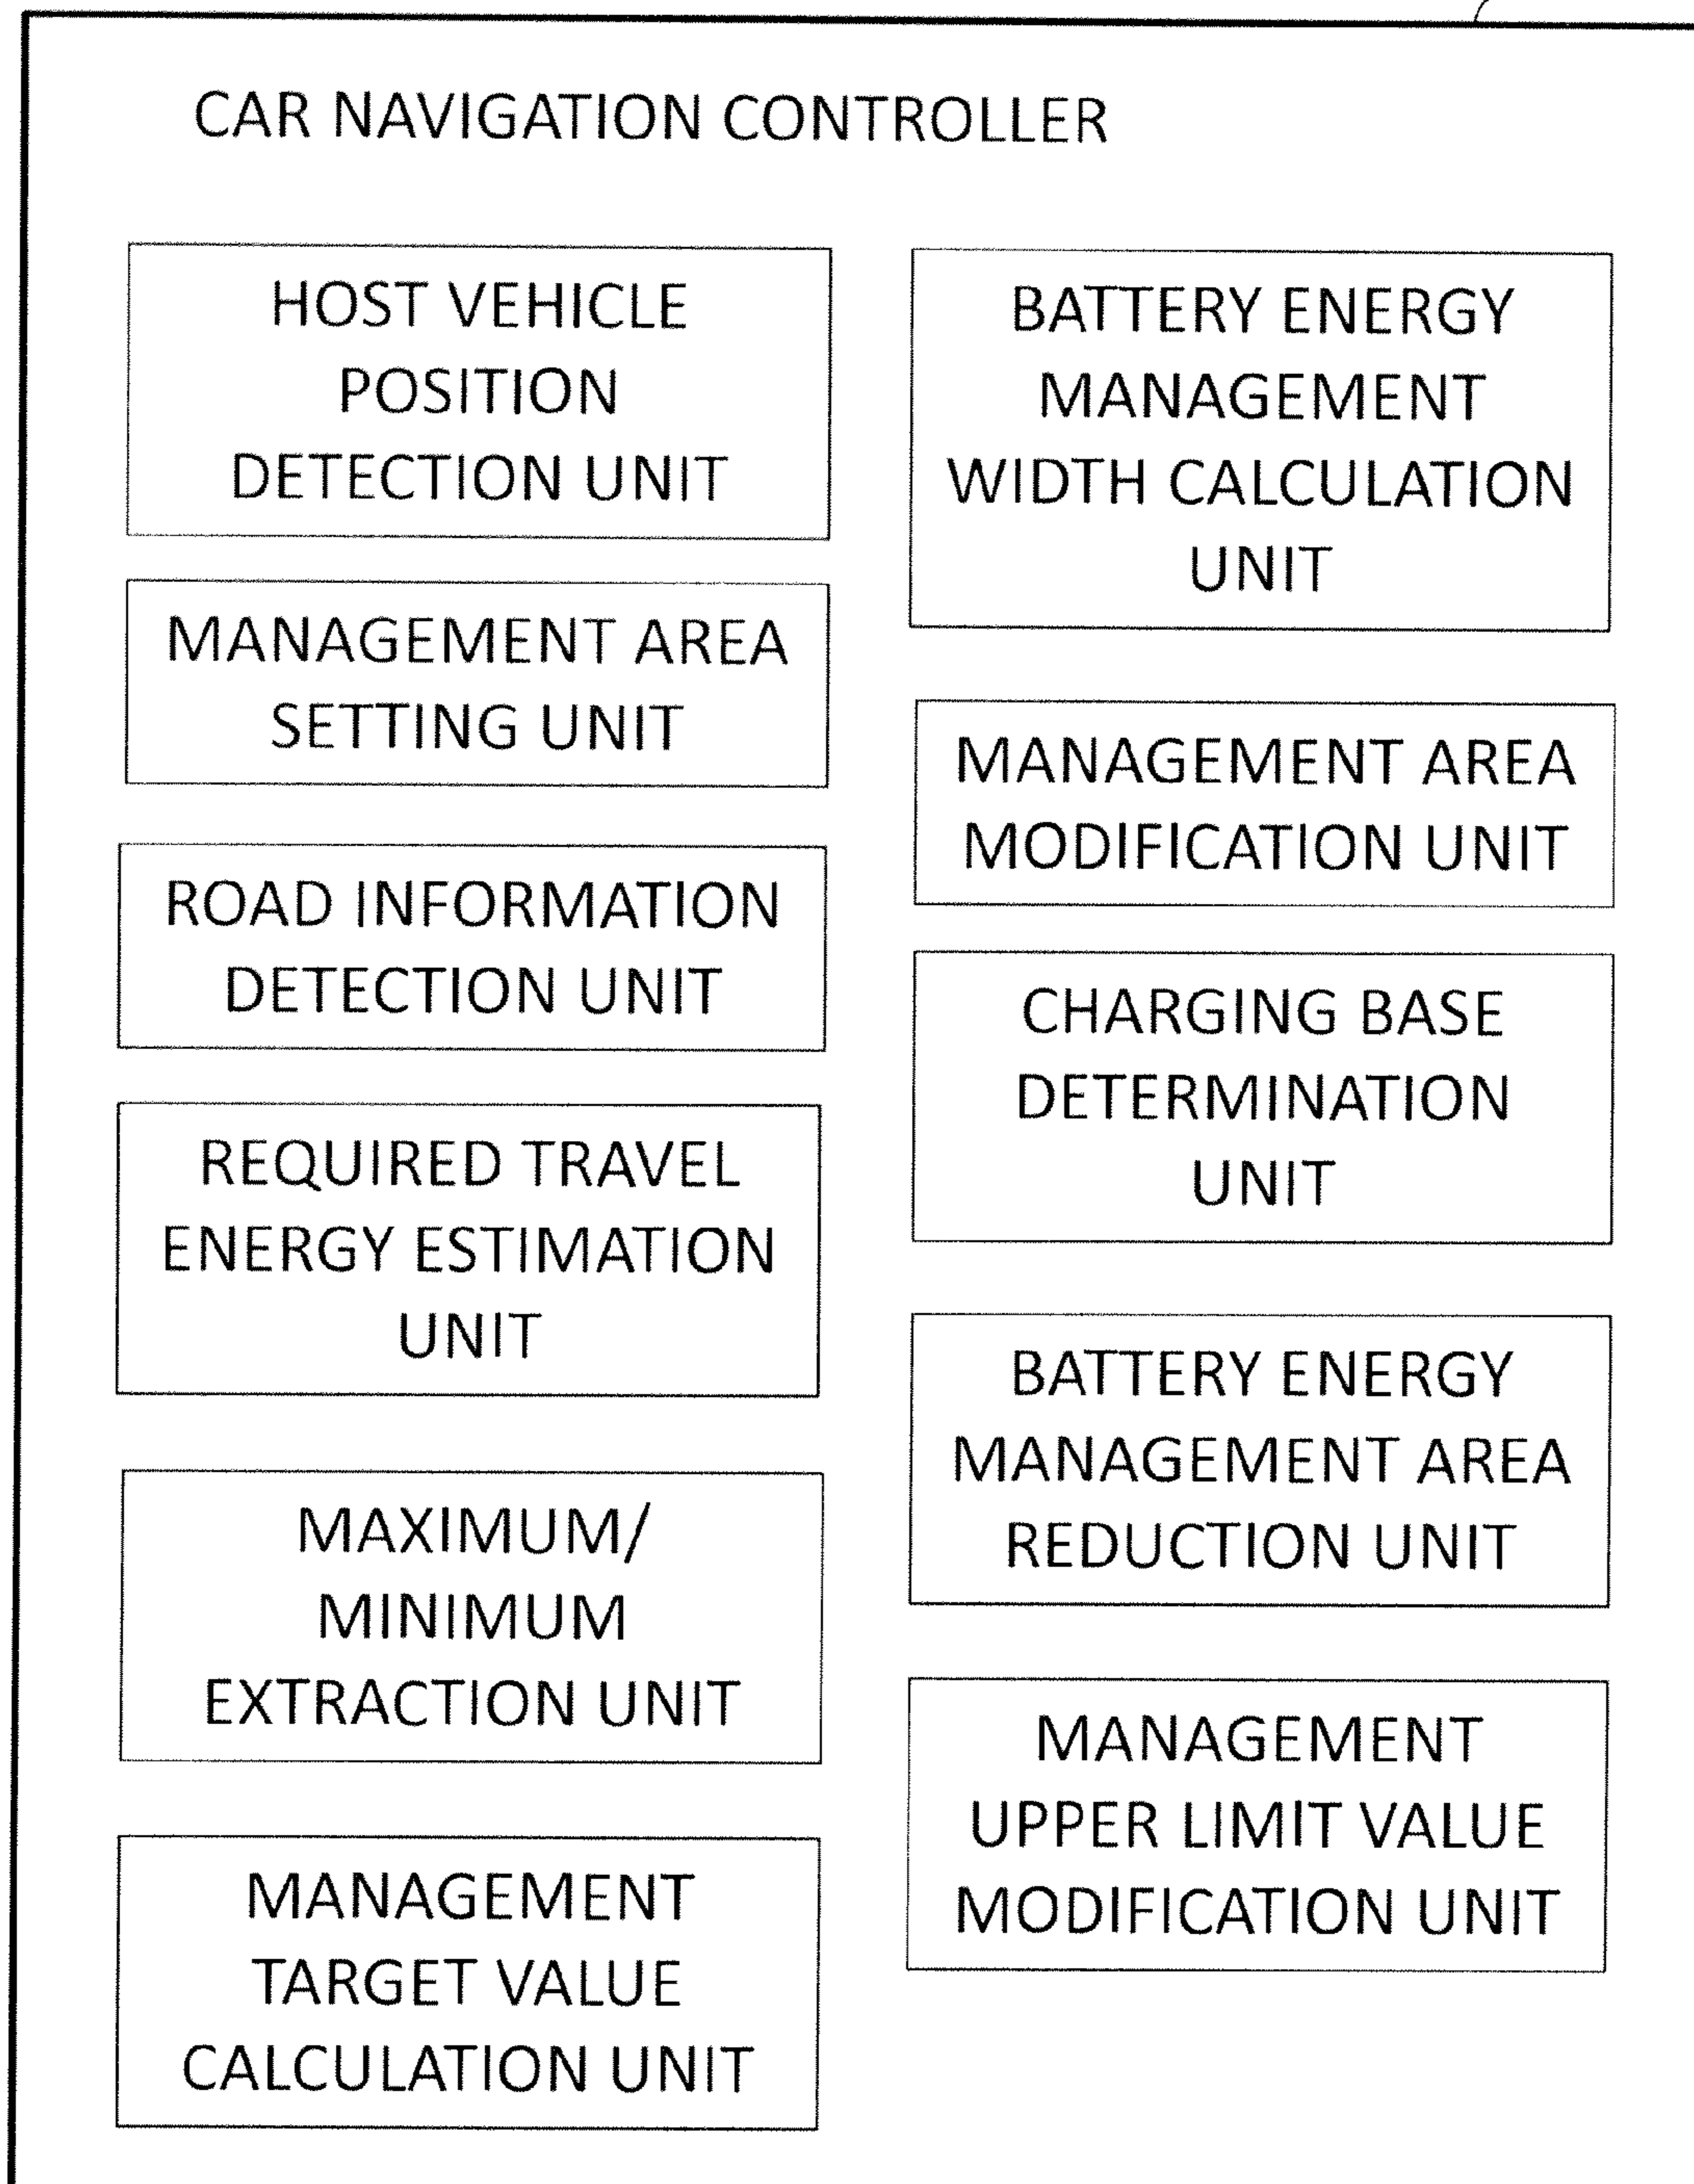 CAR NAVIGATION CONTROLLER
HOST VEHICLE
POSITION
DETECTION UNIT
MANAGEMENT AREA
SETTING UNIT
ROAD INFORMATION
DETECTION UNIT
REQUIRED TRAVEL
ENERGY ESTIMATION
UNIT
MAXIMUM/
MINIMUM
EXTRACTION UNIT
MANAGEMENT
TARGET VALUE
CALCULATION UNIT
BATTERY ENERGY
MANAGEMENT
WIDTH CALCULATION
UNIT
MANAGEMENT AREA
MODIFICATION UNIT
CHARGING BASE
DETERMINATION
UNIT
BATTERY ENERGY
MANAGEMENT AREA
REDUCTION UNIT
MANAGEMENT
UPPER LIMIT VALUE
MODIFICATION UNIT